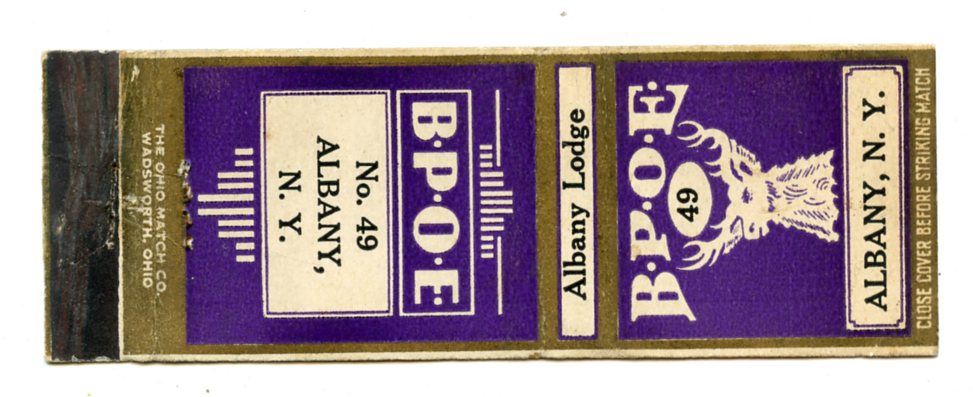 THE OHIO MATCH CO.
WADSWORTH, OHIO
B·P·O·E·
No. 49
ALBANY,
N. Y.
Albany Lodge
B·P·O·E·
49
ALBANY, N. Y.
CLOSE COVER BEFORE STRIKING MATCH